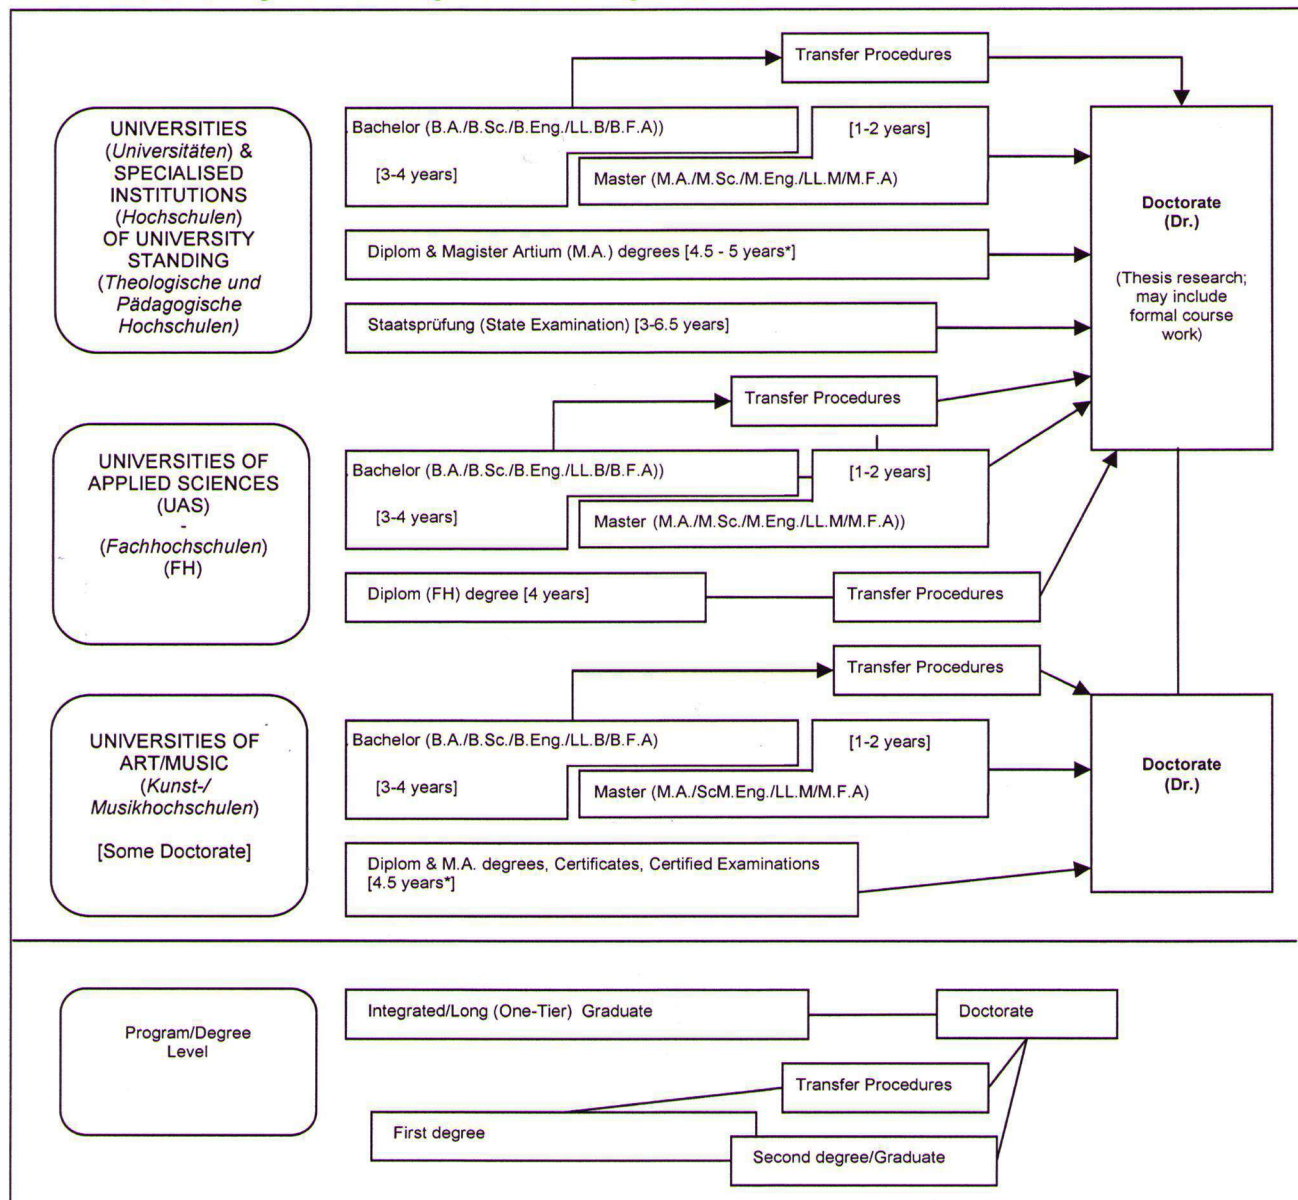 Transfer Procedures
UNIVERSITIES
(Universitäten) &
SPECIALISED
INSTITUTIONS
(Hochschulen)
OF UNIVERSITY
STANDING
(Theologische und
Pädagogische
Hochschulen)
Bachelor (B.A./B.Sc./B.Eng./LL.B/B.F.A))
[3-4 years]
[1-2 years]
Master (M.A./M.Sc./M.Eng./LL.M/M.F.A)
Diplom & Magister Artium (M.A.) degrees [4.5 - 5 years*]
Staatsprüfung (State Examination) [3-6.5 years]
Doctorate
(Dr.)
(Thesis research;
may include
formal course
work)
Transfer Procedures
UNIVERSITIES OF
APPLIED SCIENCES
(UAS)
-
(Fachhochschulen)
(FH)
Bachelor (B.A./B.Sc./B.Eng./LL.B/B.F.A))
[3-4 years]
[1-2 years]
Master (M.A./M.Sc./M.Eng./LL.M/M.F.A))
Diplom (FH) degree [4 years]
Transfer Procedures
Transfer Procedures
UNIVERSITIES OF
ART/MUSIC
(Kunst-/
Musikhochschulen)
[Some Doctorate]
Bachelor (B.A./B.Sc./B.Eng./LL.B/B.F.A)
[3-4 years]
[1-2 years]
Master (M.A./ScM.Eng./LL.M/M.F.A)
Diplom & M.A. degrees, Certificates, Certified Examinations
[4.5 years*]
Doctorate
(Dr.)
Program/Degree
Level
Integrated/Long (One-Tier) Graduate
Doctorate
Transfer Procedures
First degree
Second degree/Graduate